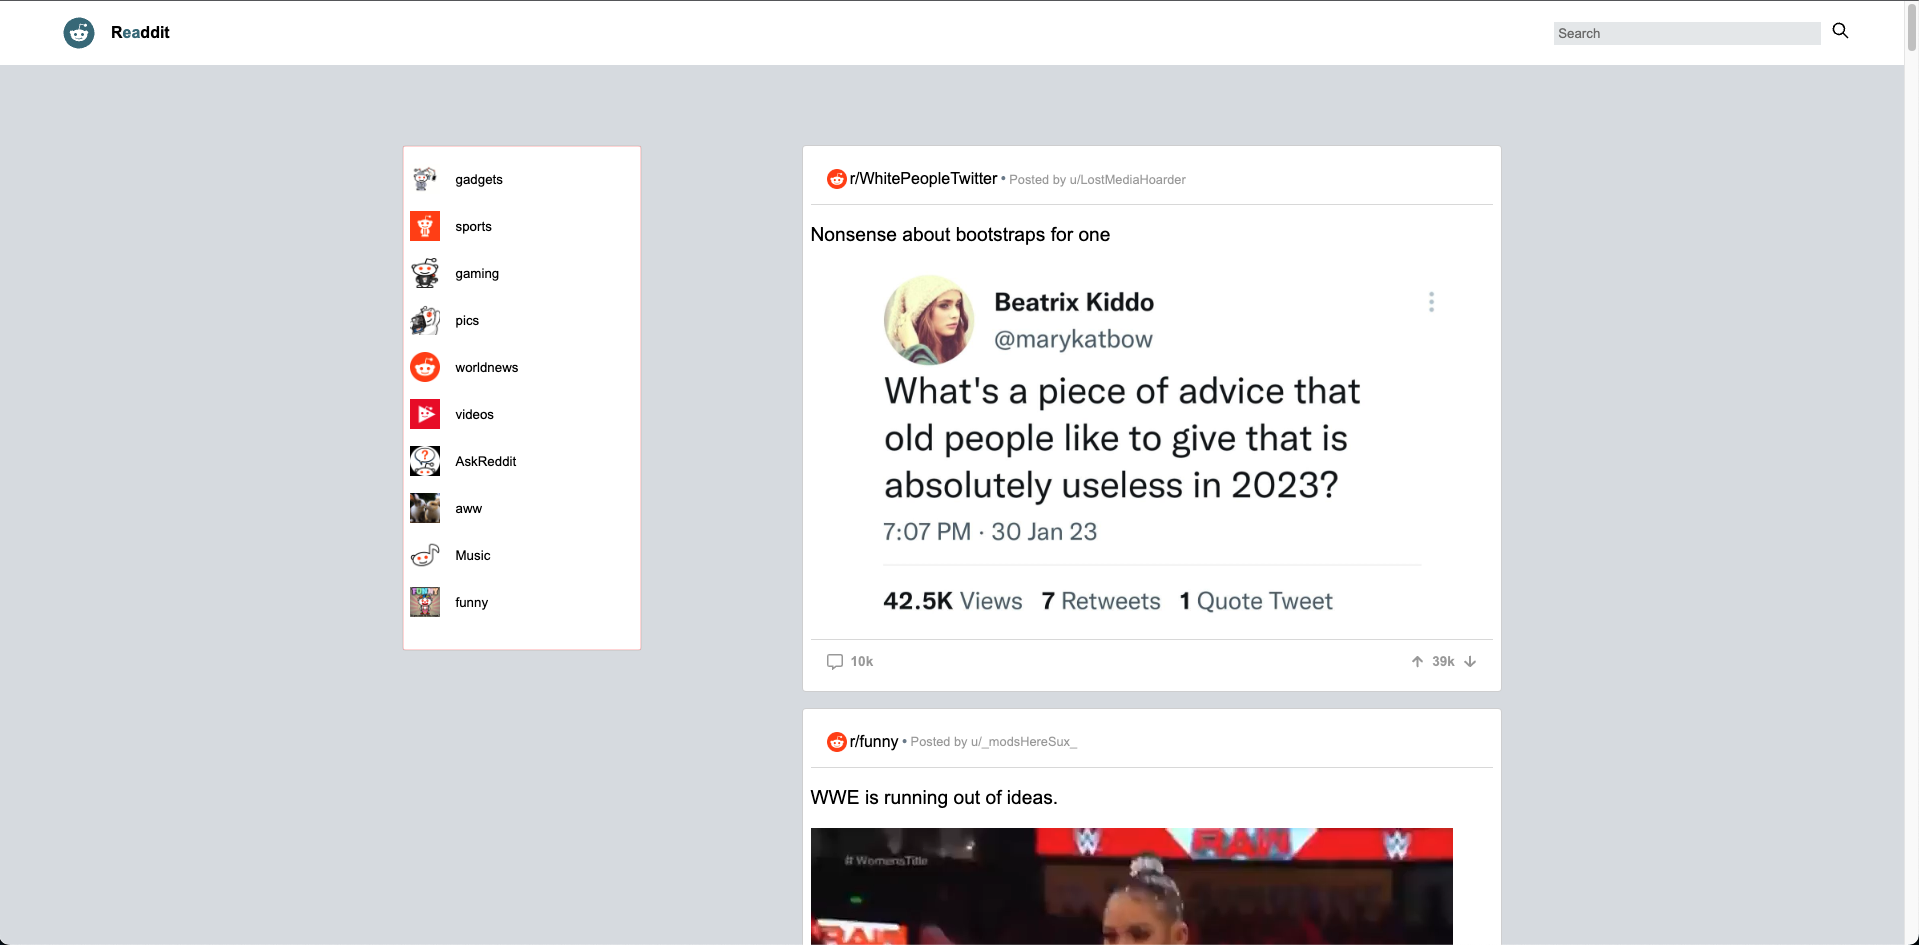 Readdit
Search
gadgets
sports
gaming
pics
worldnews
videos
AskReddit
aww
Music
FUNNY
funny
r/WhitePeopleTwitter • Posted by u/LostMediaHoarder
Nonsense about bootstraps for one
Beatrix Kiddo
@marykatbow
What's a piece of advice that
old people like to give that is
absolutely useless in 2023?
7:07 PM · 30 Jan 23
42.5K Views 7 Retweets 1 Quote Tweet
10k
39k
r/funny • Posted by u/_modsHereSux_
WWE is running out of ideas.
# WomensTitle
RAW
RAW